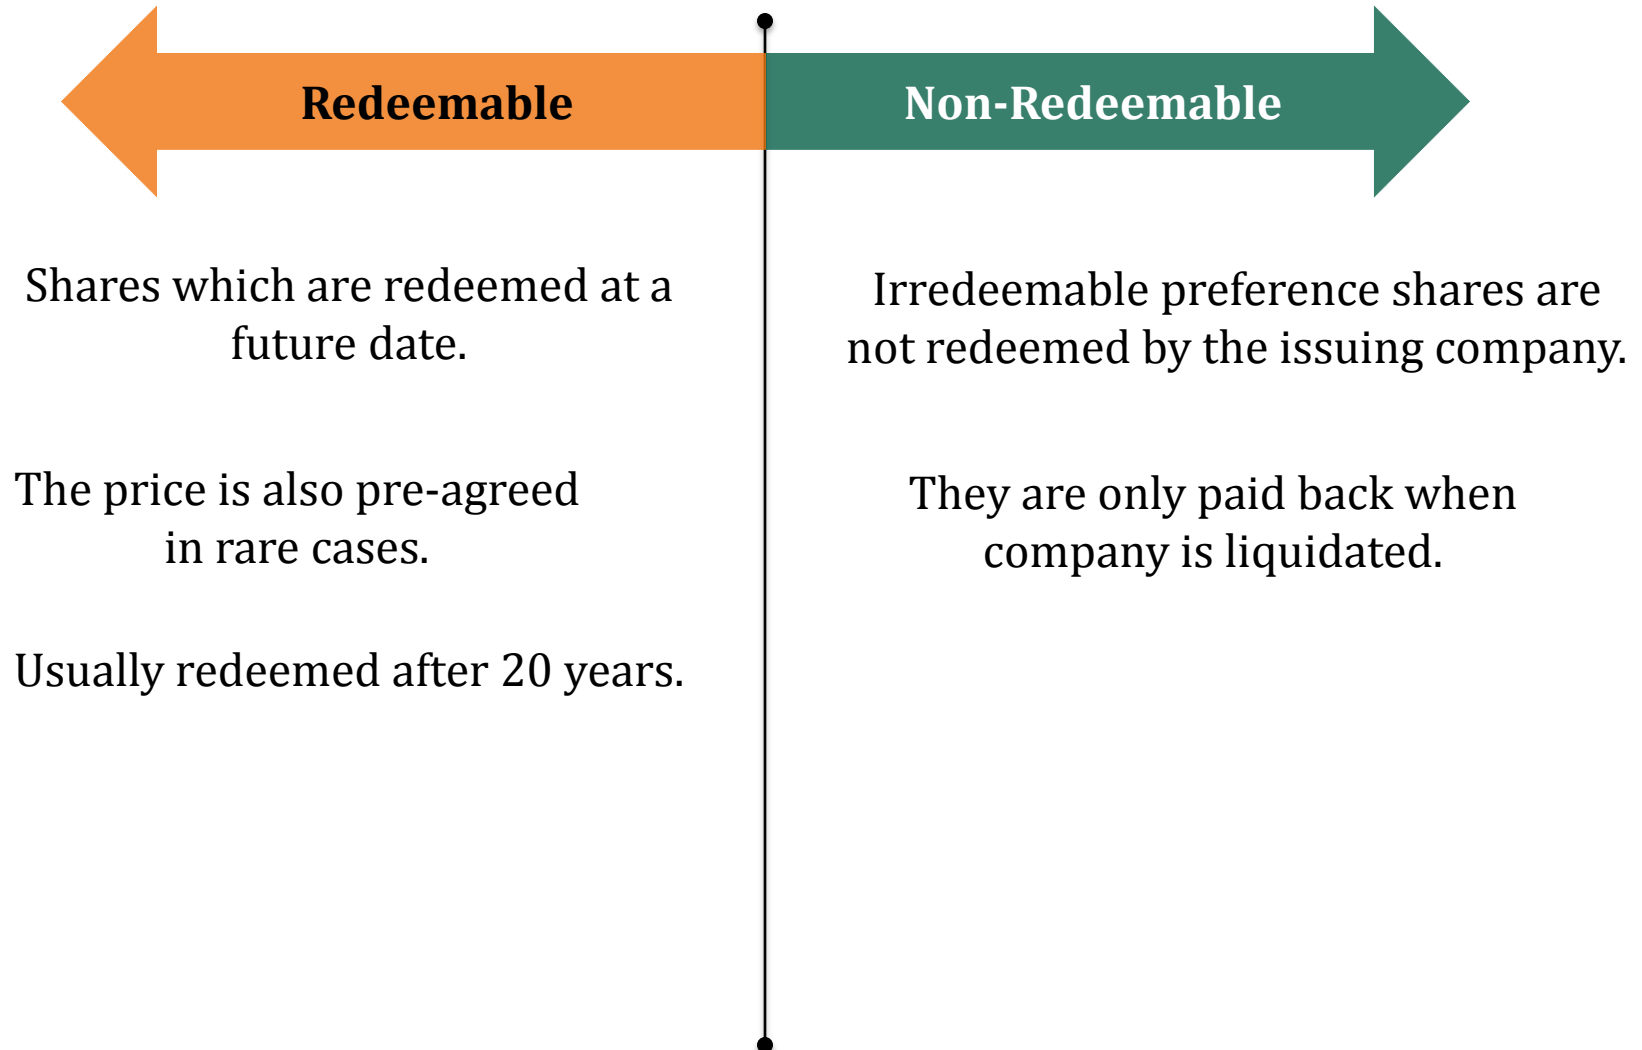 Redeemable
Non-Redeemable
Shares which are redeemed at a
future date.
The price is also pre-agreed
in rare cases.
Usually redeemed after 20 years.
Irredeemable preference shares are
not redeemed by the issuing company.
They are only paid back when
company is liquidated.